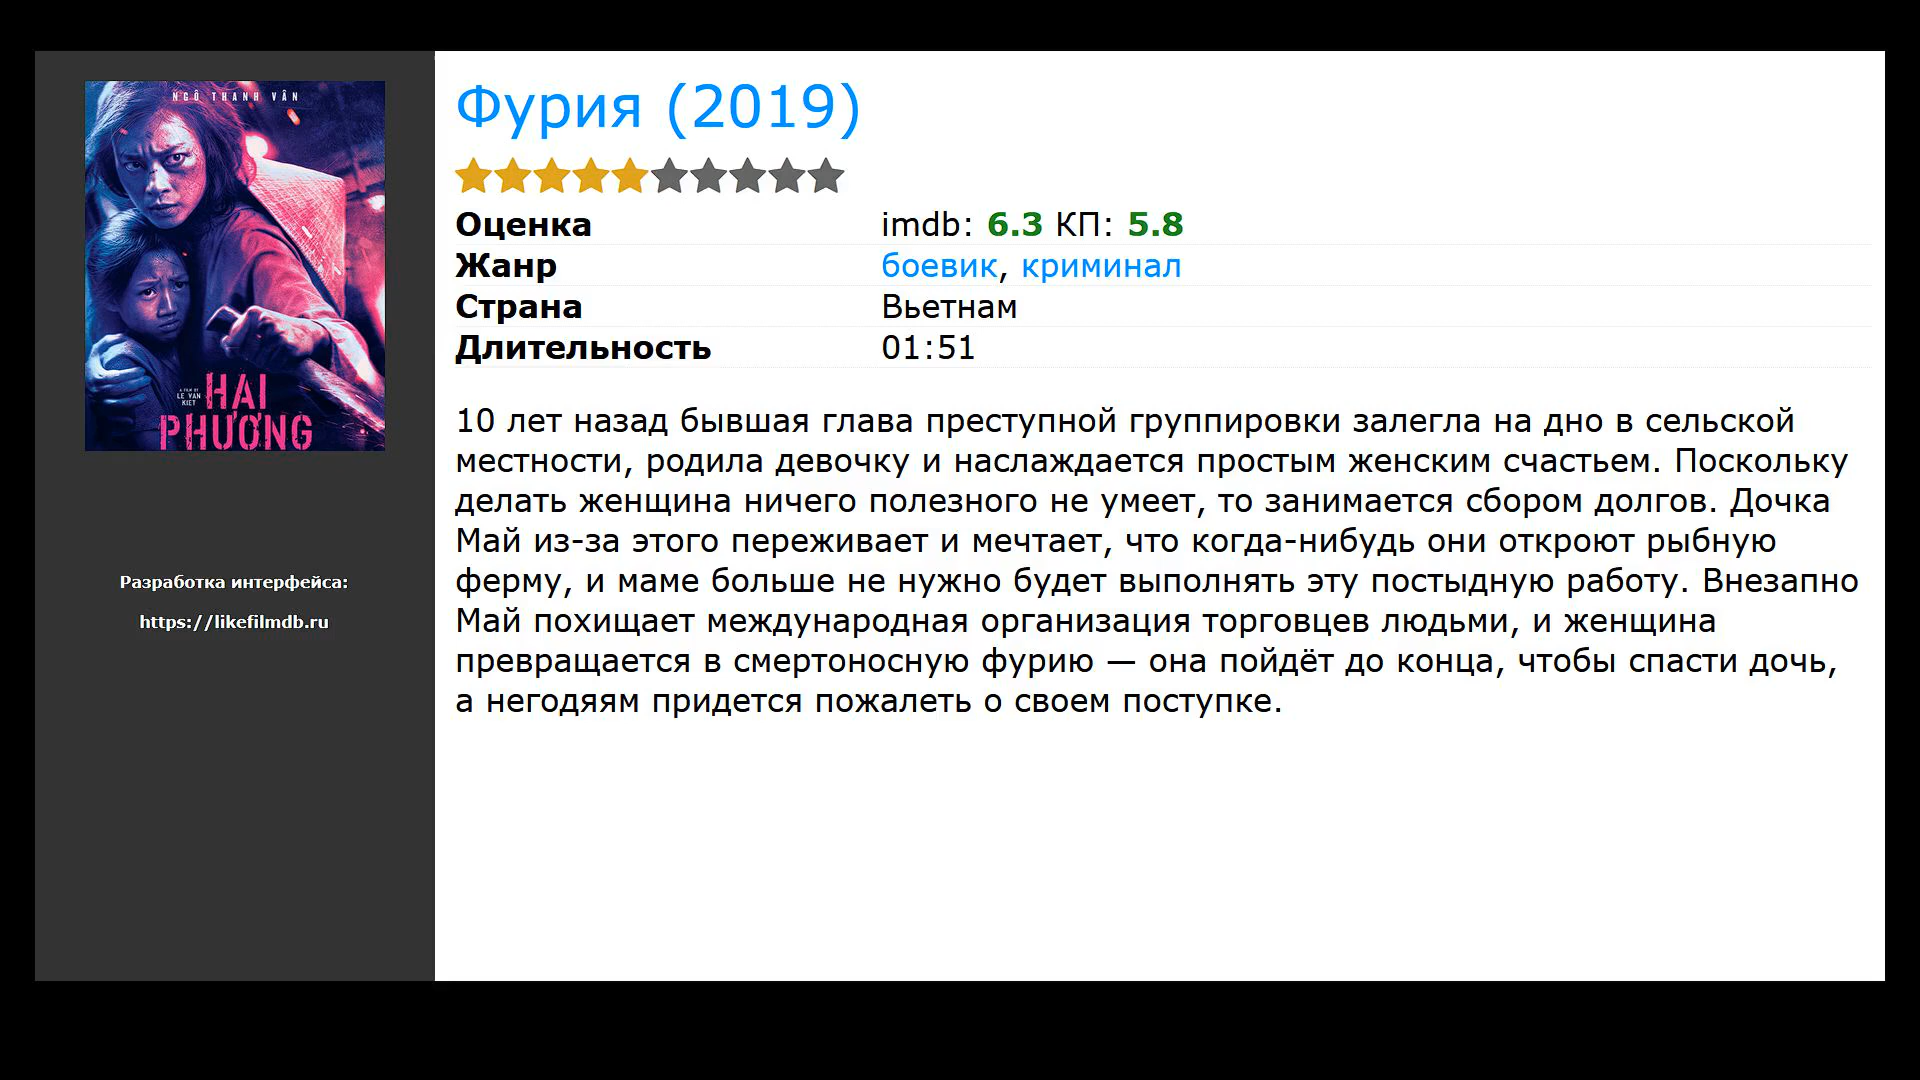 NGÔ THANH VÂN
A FILM BY
LE VAN
KIET
HAI
PHƯỢNG
Разработка интерфейса:
https://likefilmdb.ru
Фурия (2019)
Оценка imdb: 6.3 КП: 5.8
Жанр боевик, криминал
Страна Вьетнам
Длительность 01:51
10 лет назад бывшая глава преступной группировки залегла на дно в сельской
местности, родила девочку и наслаждается простым женским счастьем. Поскольку
делать женщина ничего полезного не умеет, то занимается сбором долгов. Дочка
Май из-за этого переживает и мечтает, что когда-нибудь они откроют рыбную
ферму, и маме больше не нужно будет выполнять эту постыдную работу. Внезапно
Май похищает международная организация торговцев людьми, и женщина
превращается в смертоносную фурию — она пойдёт до конца, чтобы спасти дочь,
а негодяям придется пожалеть о своем поступке.